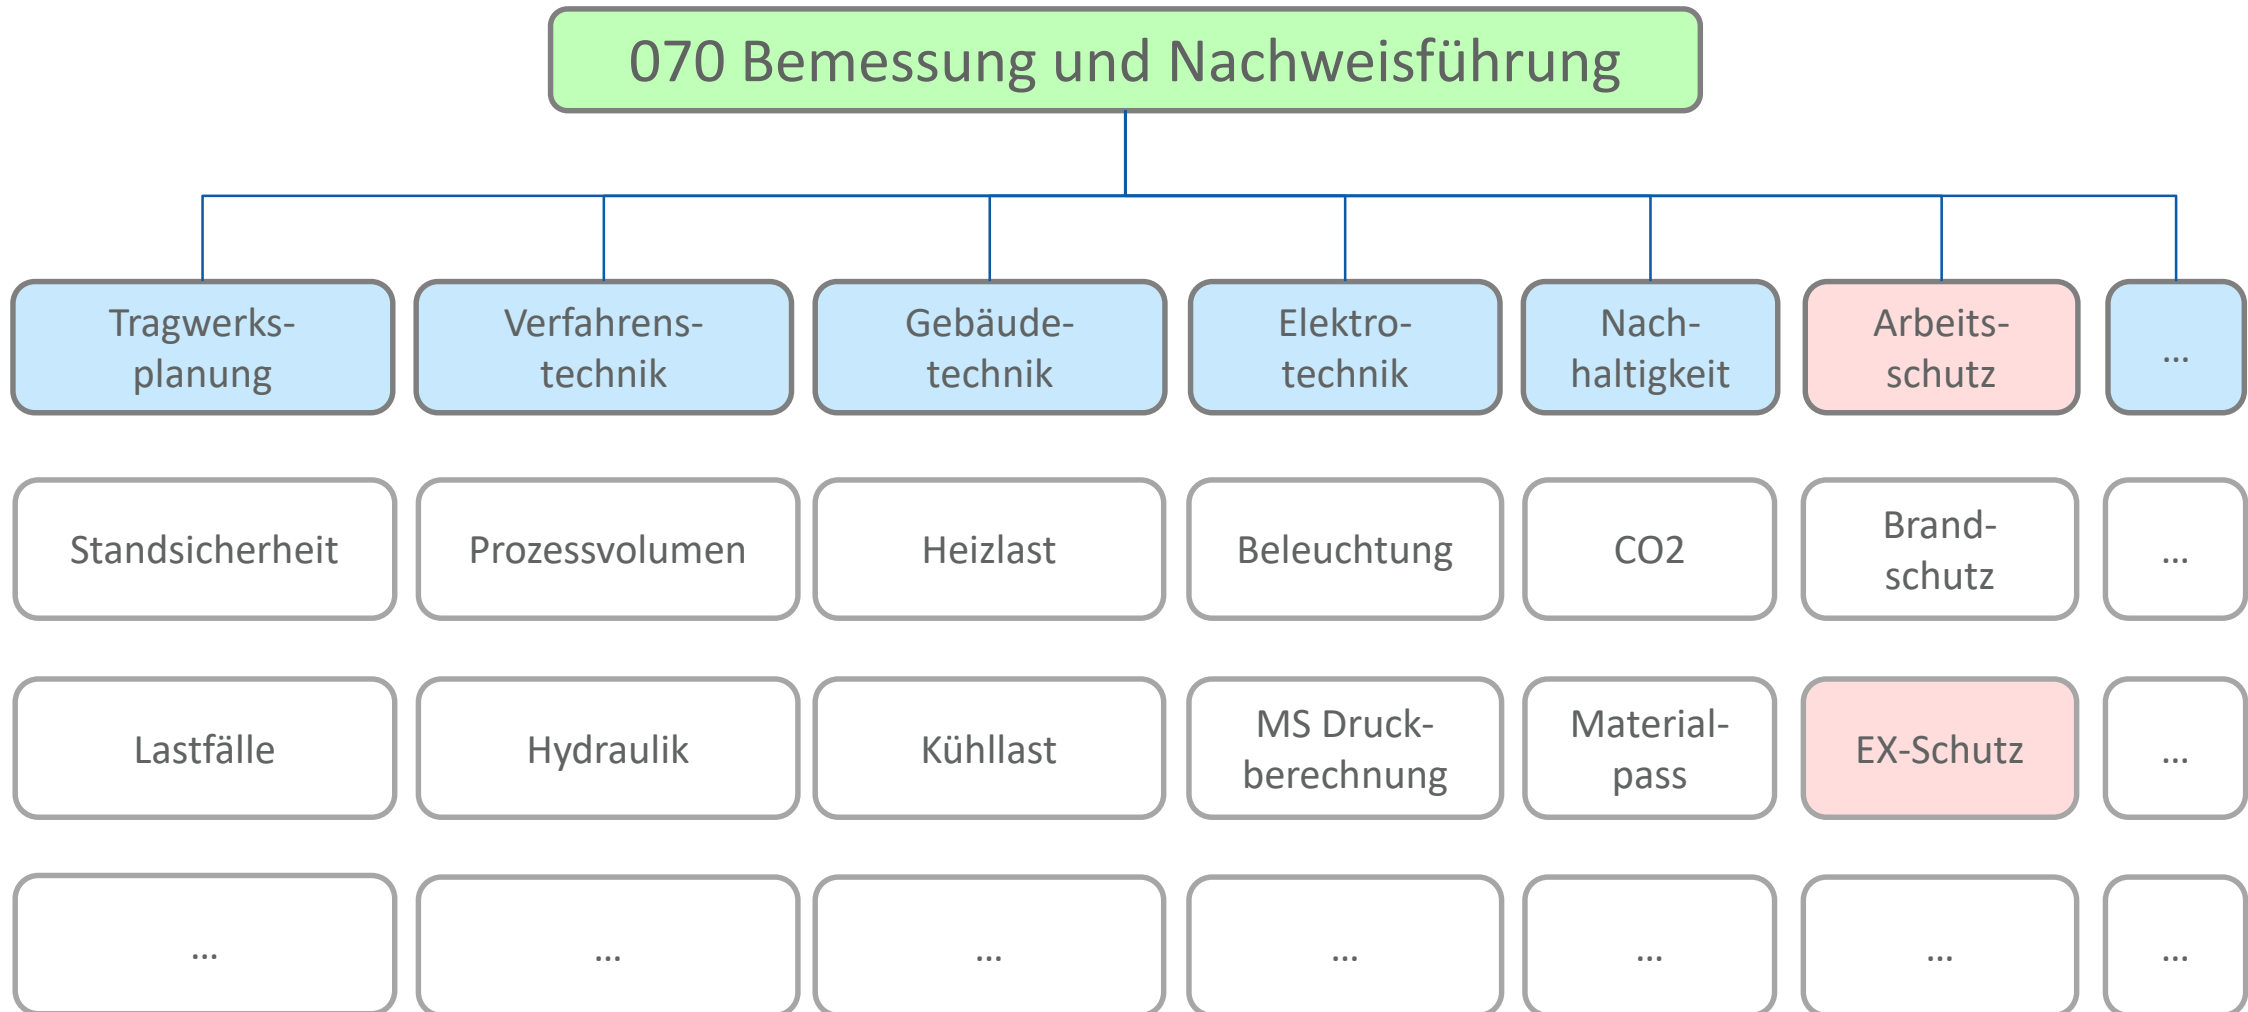 070 Bemessung und Nachweisführung
Tragwerks-
planung
Verfahrens-
technik
Gebäude-
technik
Elektro-
technik
Nach-
haltigkeit
Arbeits-
schutz
...
Standsicherheit
Prozessvolumen
Heizlast
Beleuchtung
CO2
Brand-
schutz
...
Lastfälle
Hydraulik
Kühllast
MS Druck-
berechnung
Material-
pass
EX-Schutz
...
...
...
...
...
...
...
...